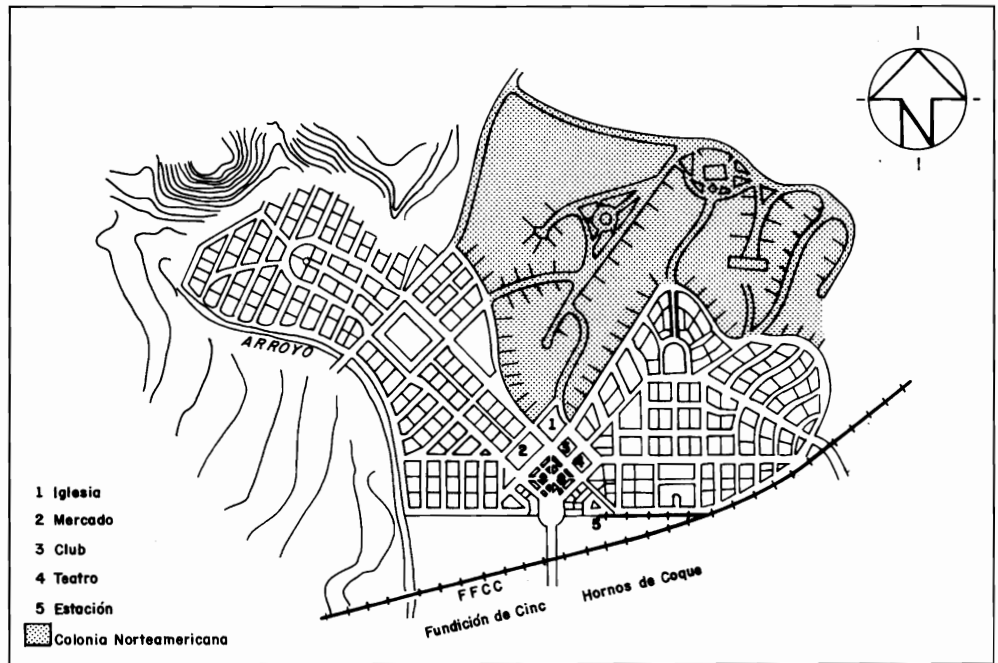 N
ARROYO
1
2
3
4
5
1 Iglesia
2 Mercado
3 Club
4 Teatro
5 Estación
Colonia Norteamericana
FFCC
Fundición de Cinc
Hornos de Coque